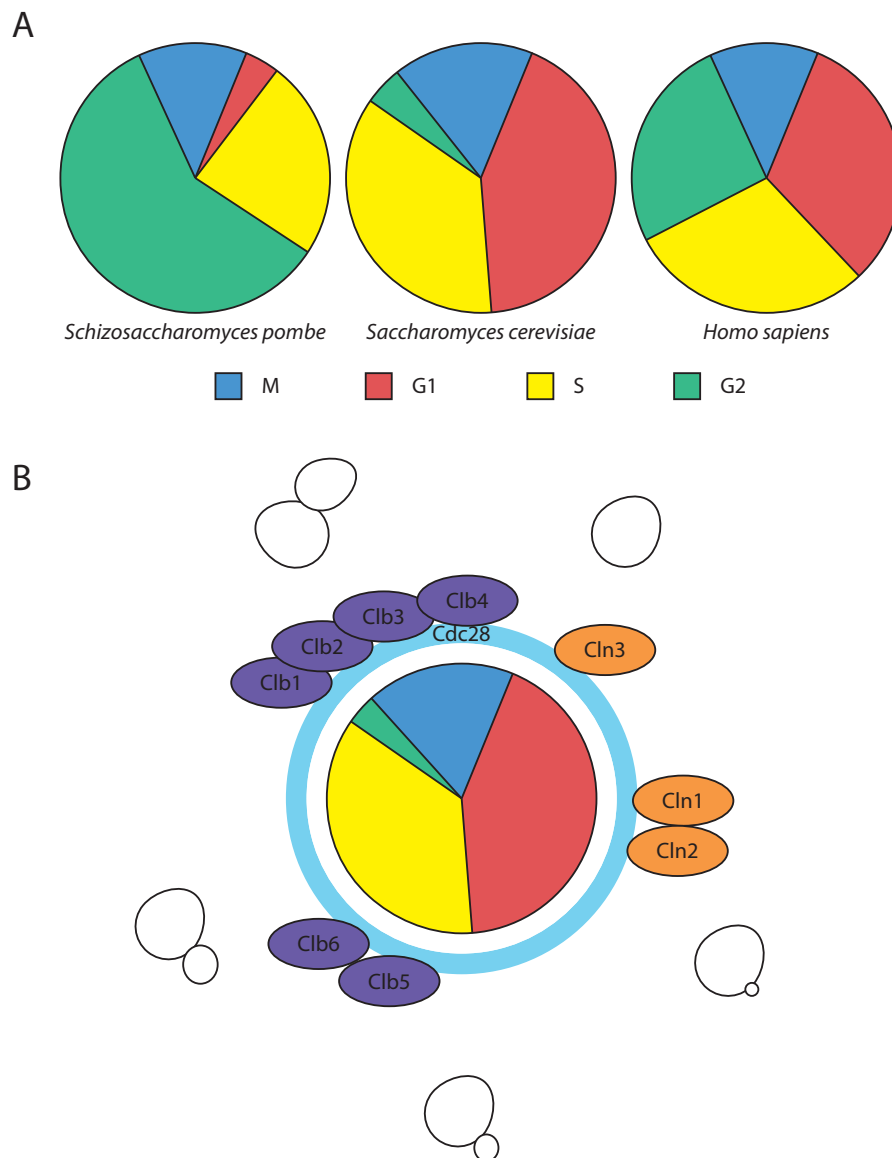 A
Schizosaccharomyces pombe
Saccharomyces cerevisiae
Homo sapiens
M
G1
S
G2
B
Clb4
Clb3
Cdc28
Clb2
Cln3
Clb1
Cln1
Cln2
Clb6
Clb5